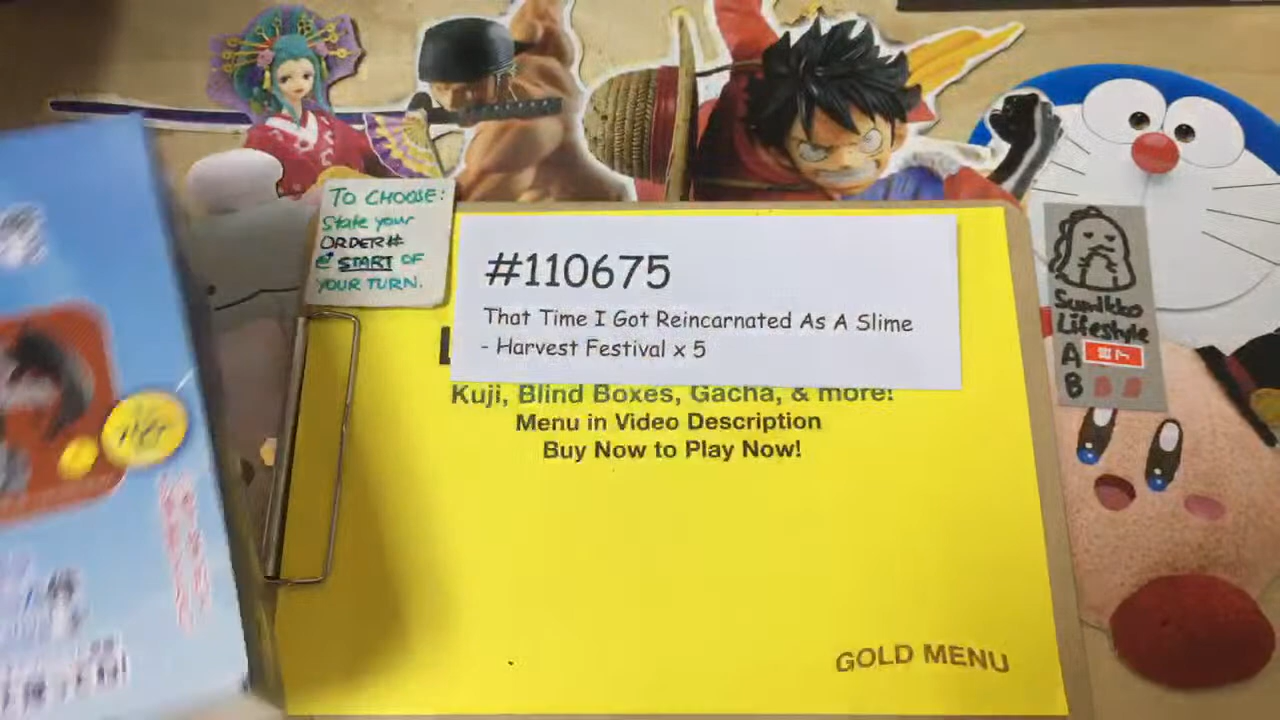 TO CHOOSE:
State your
ORDER#
@ START OF
YOUR TURN.
#110675
That Time I Got Reincarnated As A Slime
- Harvest Festival x 5
Kuji, Blind Boxes, Gacha, & more!
Menu in Video Description
Buy Now to Play Now!
GOLD MENU
Sumikko
Lifestyle
A
B